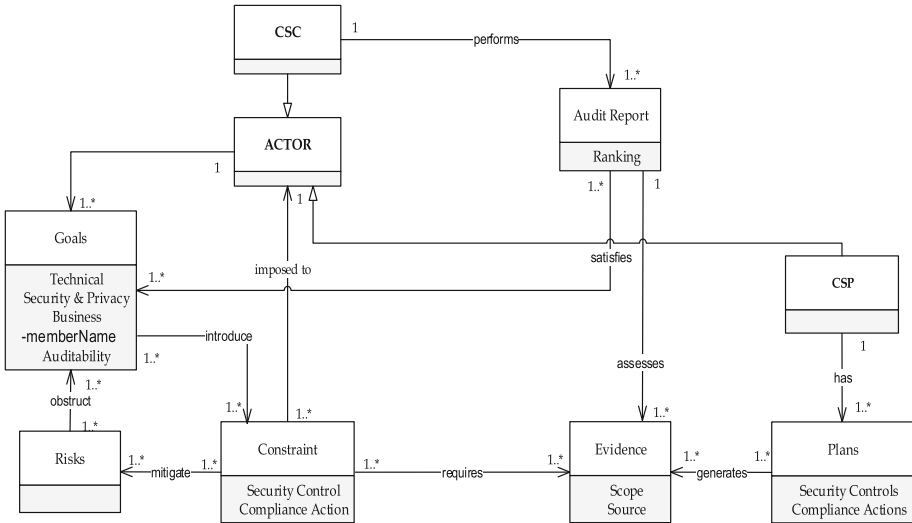 CSC
1
performs
1..*
Audit Report
Ranking
ACTOR
1
1
1..*
1
1..*
Goals
Technical
Security & Privacy
Business
-memberName
Auditability
1..*
imposed to
satisfies
CSP
1
introduce
1..*
assesses
has
1..*
obstruct
1..*
1..*
1..*
1..*
1..*
Risks
1..*
mitigate
1..*
Constraint
Security Control
Compliance Action
1..*
requires
1..*
Evidence
Scope
Source
1..*
generates
1..*
Plans
Security Controls
Compliance Actions